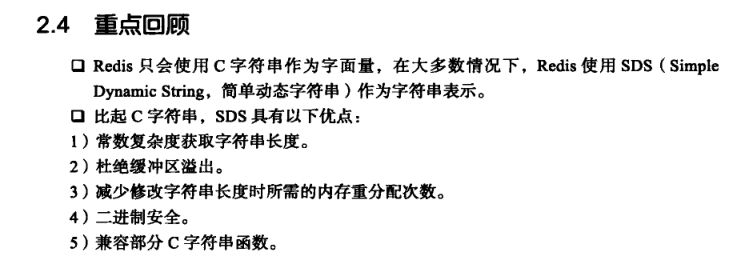 2.4 重点回顾
❑ Redis 只会使用 C 字符串作为字面量，在大多数情况下，Redis 使用 SDS（Simple
Dynamic String，简单动态字符串）作为字符串表示。
❑ 比起 C 字符串，SDS 具有以下优点：
1）常数复杂度获取字符串长度。
2）杜绝缓冲区溢出。
3）减少修改字符串长度时所需的内存重分配次数。
4）二进制安全。
5）兼容部分 C 字符串函数。